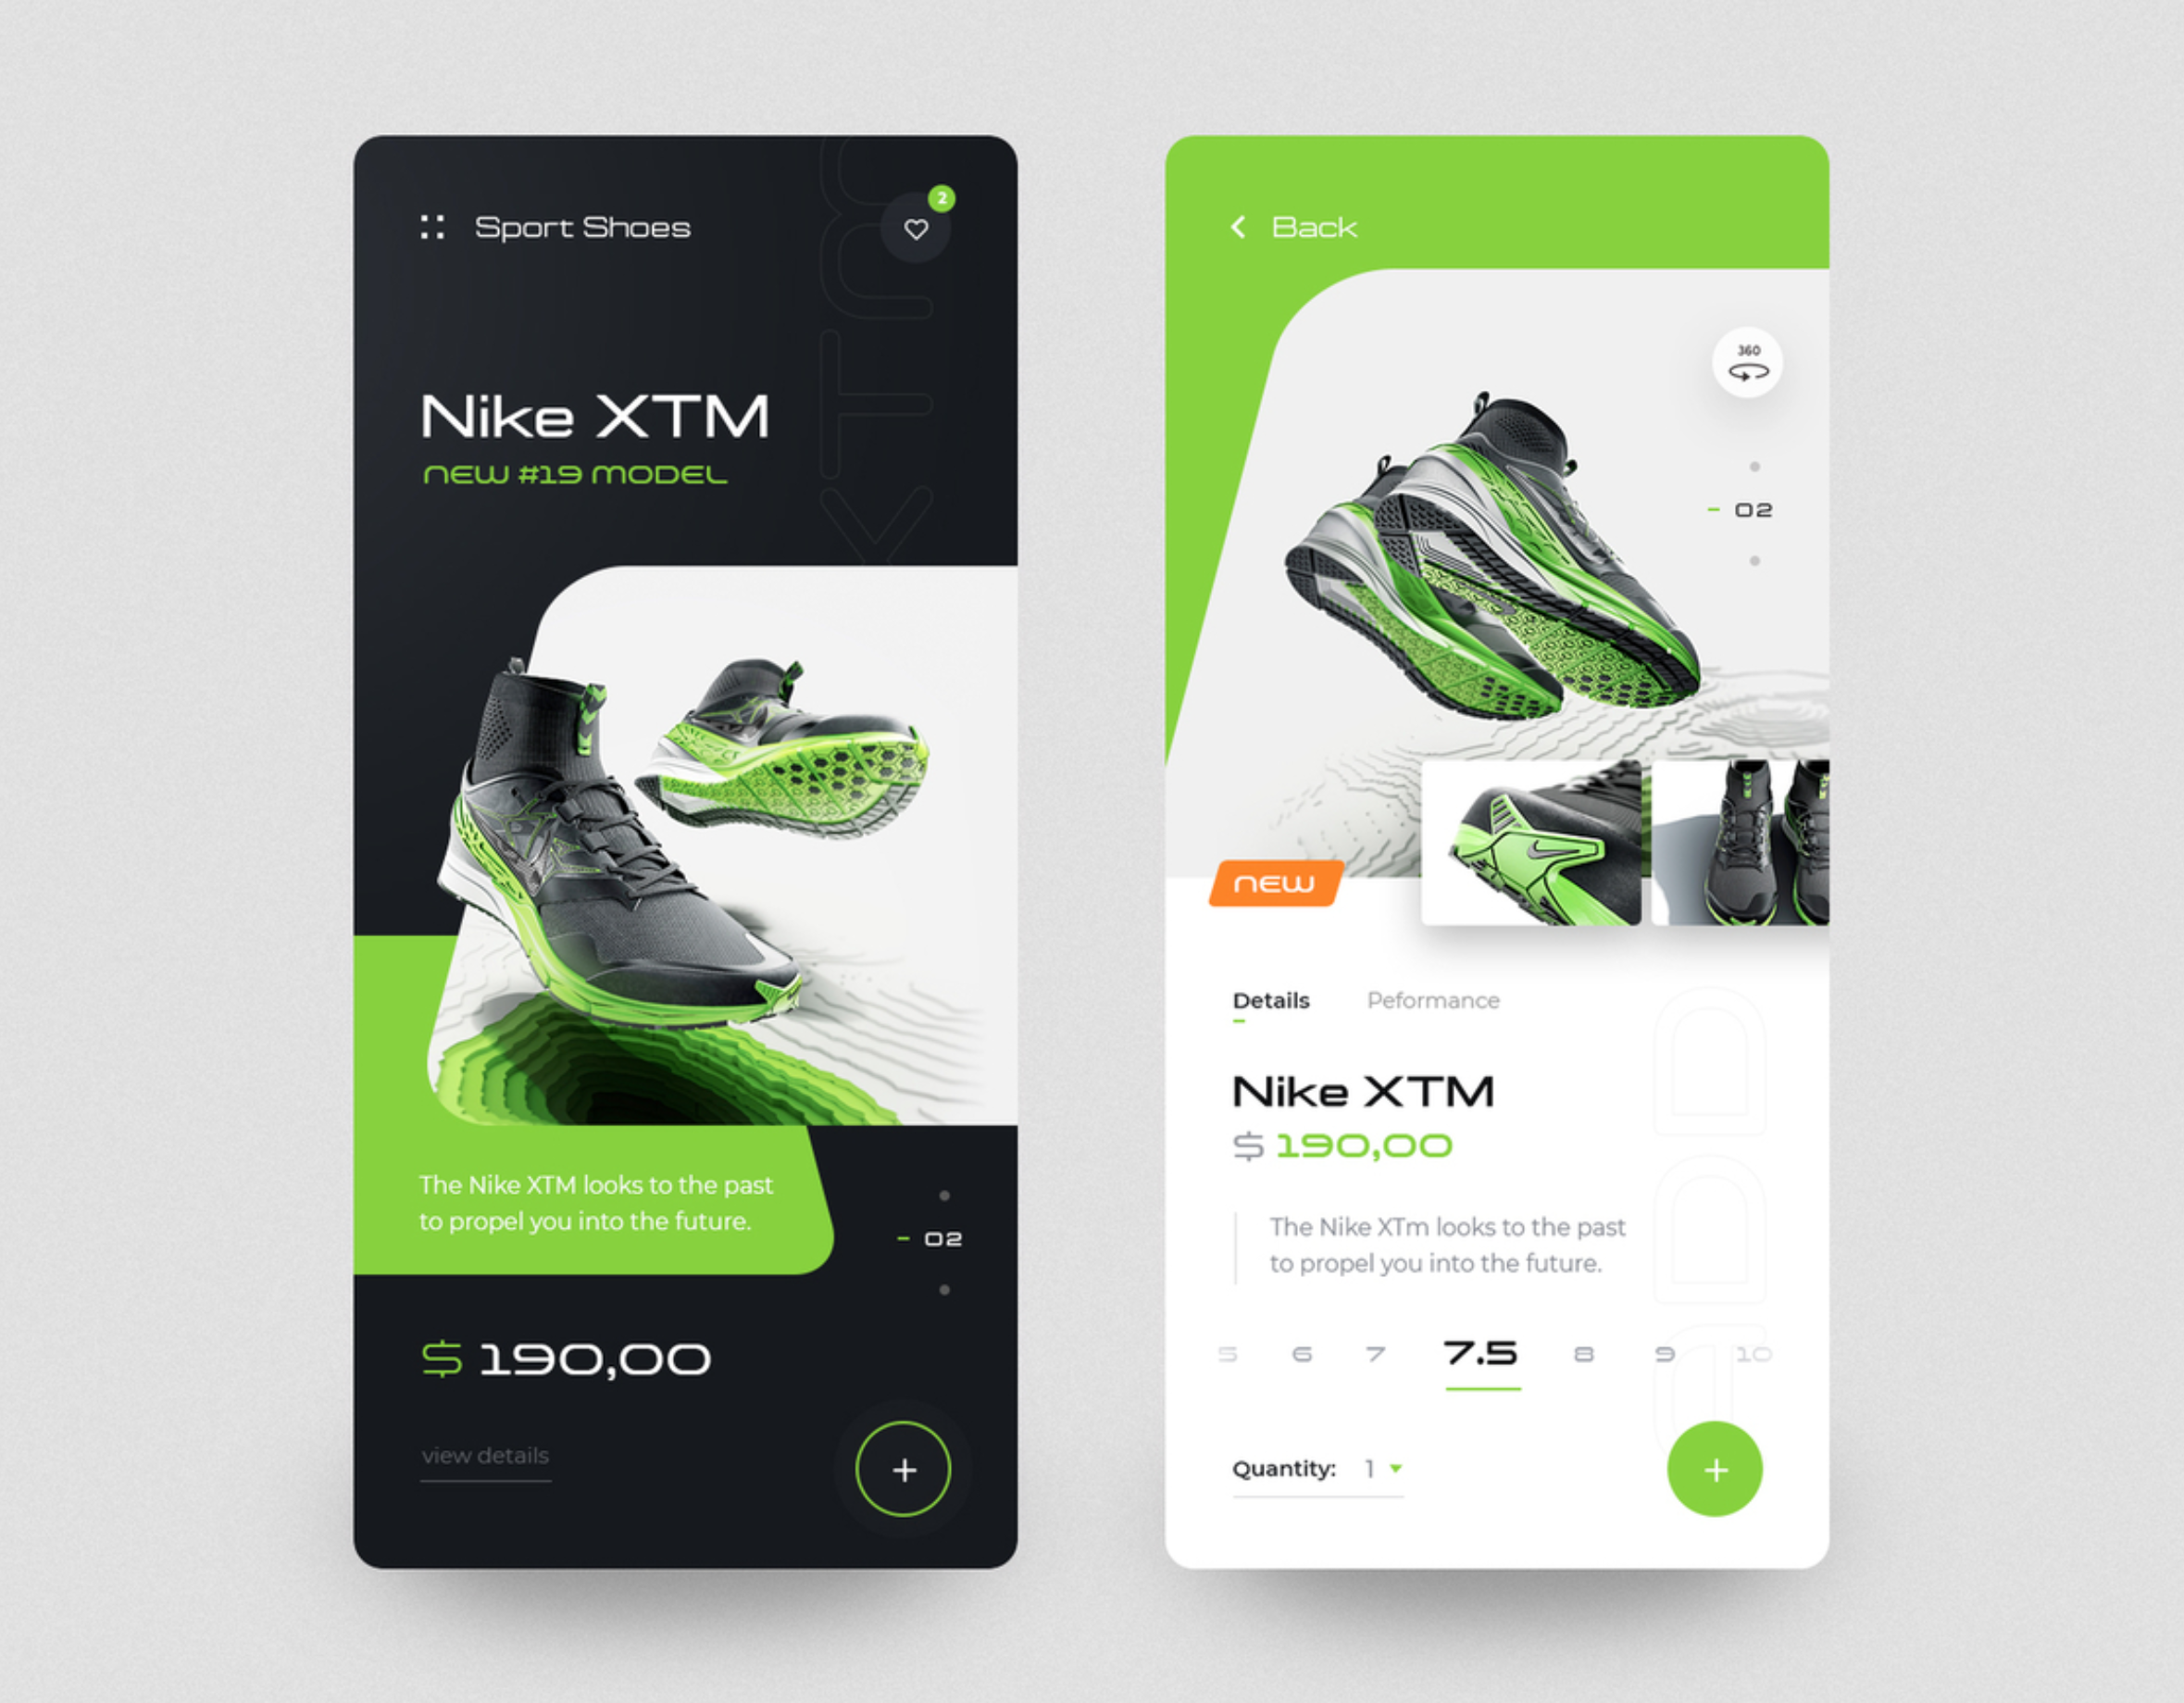 Sport Shoes
2
XTM
Nike XTM
NEW #19 MODEL
The Nike XTM looks to the past
to propel you into the future.
02
$ 190,00
view details
+
Back
360
02
NEW
Details
Peformance
Nike XTM
$ 190,00
The Nike XTm looks to the past
to propel you into the future.
5 6 7 7.5 8 9 10
Quantity: 1
+